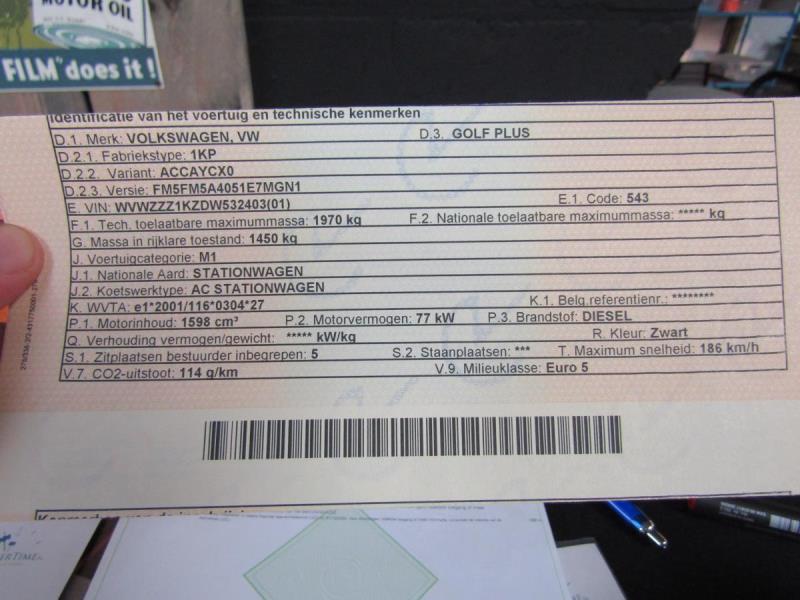 MOTOR OIL
FILM" does it!
Identificatie van het voertuig en technische kenmerken
D.1. Merk: VOLKSWAGEN, VW D.3. GOLF PLUS
D.2.1. Fabriekstype: 1KP
D.2.2. Variant: ACCAYCX0
D.2.3. Versie: FM5FM5A4051E7MGN1
E. VIN: WVWZZZ1KZDW532403(01) E.1. Code: 543
F.1. Tech. toelaatbare maximummassa: 1970 kg F.2. Nationale toelaatbare maximummassa: ***** kg
G. Massa in rijklare toestand: 1450 kg
J. Voertuigcategorie: M1
J.1. Nationale Aard: STATIONWAGEN
J.2. Koetswerktype: AC STATIONWAGEN
K. WVTA: e1*2001/116*0304*27 K.1. Belg.referentienr.: ********
P.1. Motorinhoud: 1598 cm³ P.2. Motorvermogen: 77 kW P.3. Brandstof: DIESEL
Q. Verhouding vermogen/gewicht: ***** kW/kg R. Kleur: Zwart
S.1. Zitplaatsen bestuurder inbegrepen: 5 S.2. Staanplaatsen: *** T. Maximum snelheid: 186 km/h
V.7. CO2-uitstoot: 114 g/km V.9. Milieuklasse: Euro 5